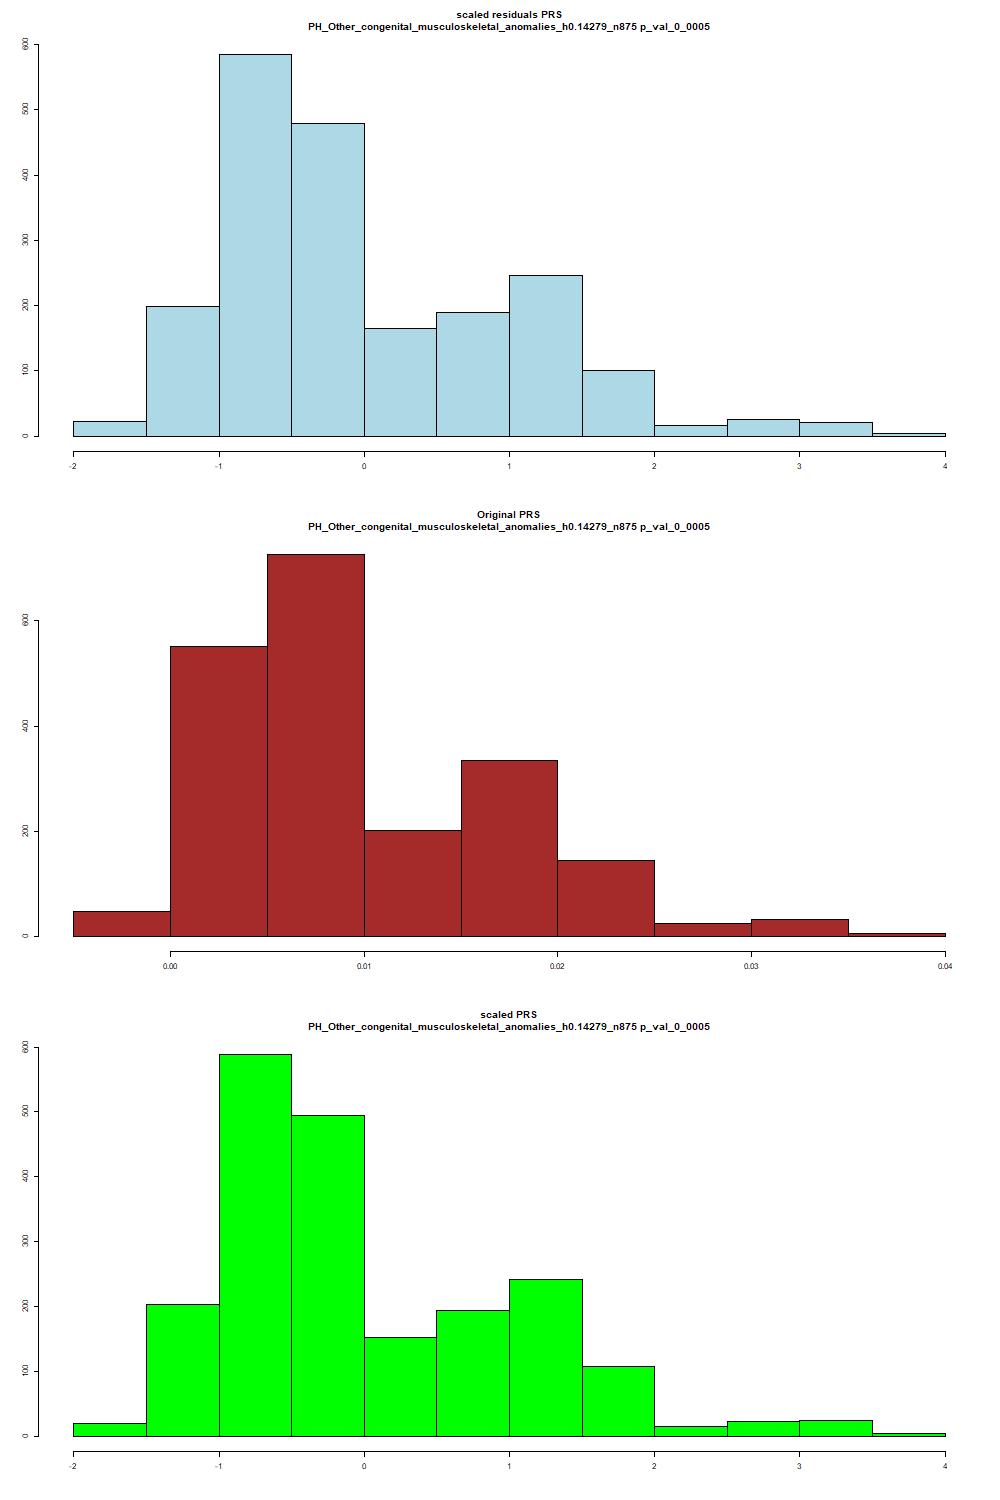 scaled residuals PRS
PH_Other_congenital_musculoskeletal_anomalies_h0.14279_n875 p_val_0_0005
600
500
400
300
200
100
0
-2 -1 0 1 2 3 4
Original PRS
PH_Other_congenital_musculoskeletal_anomalies_h0.14279_n875 p_val_0_0005
600
400
200
0
0.00 0.01 0.02 0.03 0.04
scaled PRS
PH_Other_congenital_musculoskeletal_anomalies_h0.14279_n875 p_val_0_0005
600
500
400
300
200
100
0
-2 -1 0 1 2 3 4